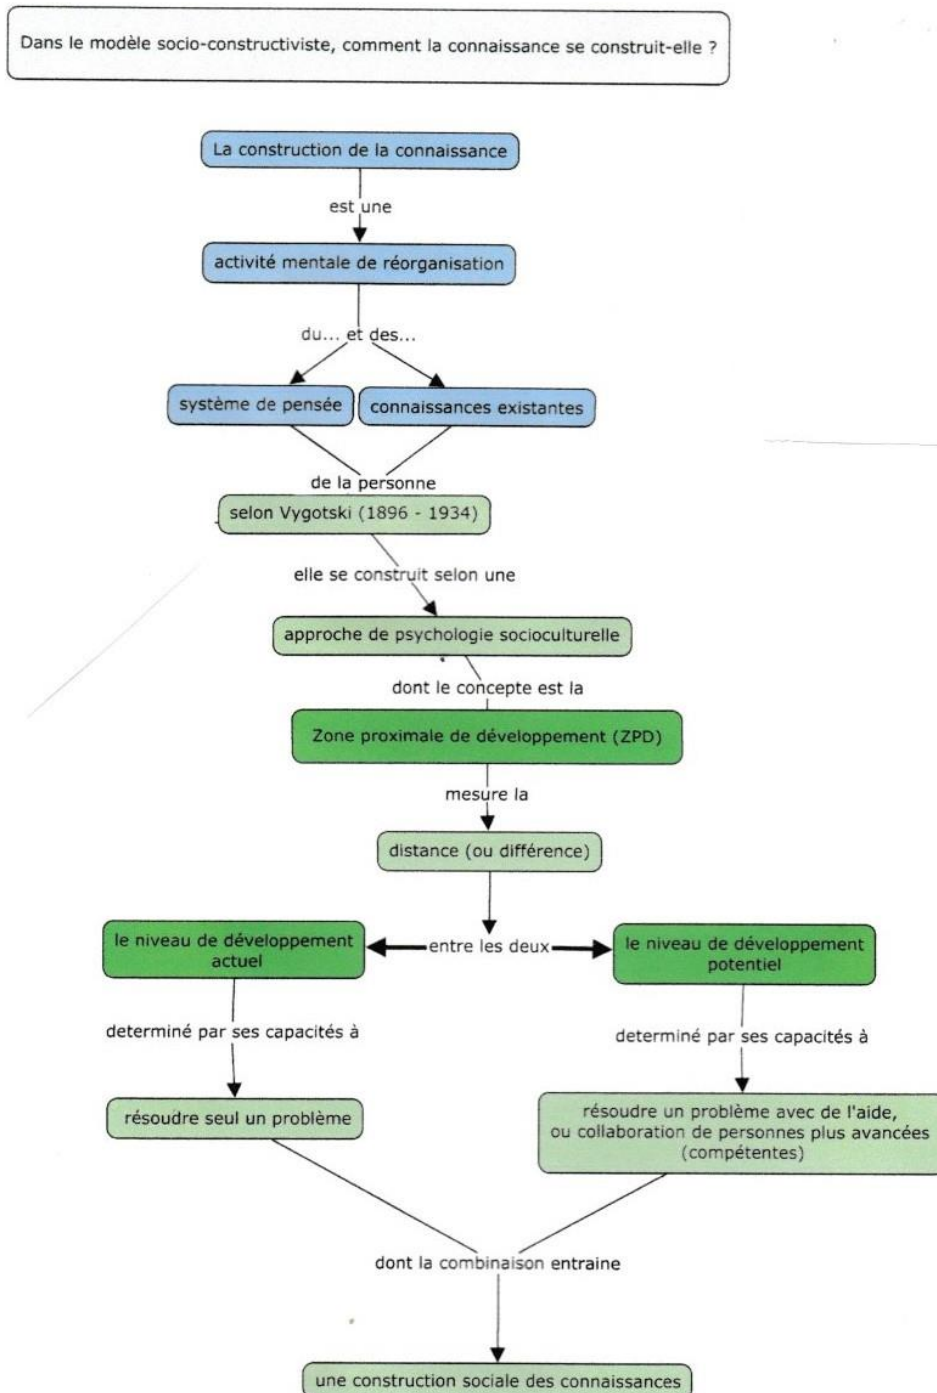 Dans le modèle socio-constructiviste, comment la connaissance se construit-elle ?
La construction de la connaissance
est une
activité mentale de réorganisation
du... et des...
système de pensée
connaissances existantes
de la personne
selon Vygotski (1896 - 1934)
elle se construit selon une
approche de psychologie socioculturelle
dont le concepte est la
Zone proximale de développement (ZPD)
mesure la
distance (ou différence)
le niveau de développement
actuel
entre les deux
le niveau de développement
potentiel
determiné par ses capacités à
determiné par ses capacités à
résoudre seul un problème
résoudre un problème avec de l'aide,
ou collaboration de personnes plus avancées
(compétentes)
dont la combinaison entraine
une construction sociale des connaissances